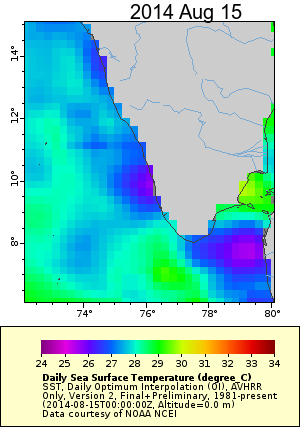 2014 Aug 15
14°
12°
10°
8°
74° 76° 78° 80°
24 25 26 27 28 29 30 31 32 33 34
Daily Sea Surface Temperature (degree_C)
SST, Daily Optimum Interpolation (OI), AVHRR
Only, Version 2, Final+Preliminary, 1981-present
(2014-08-15T00:00:00Z, Altitude=0.0 m)
Data courtesy of NOAA NCEI